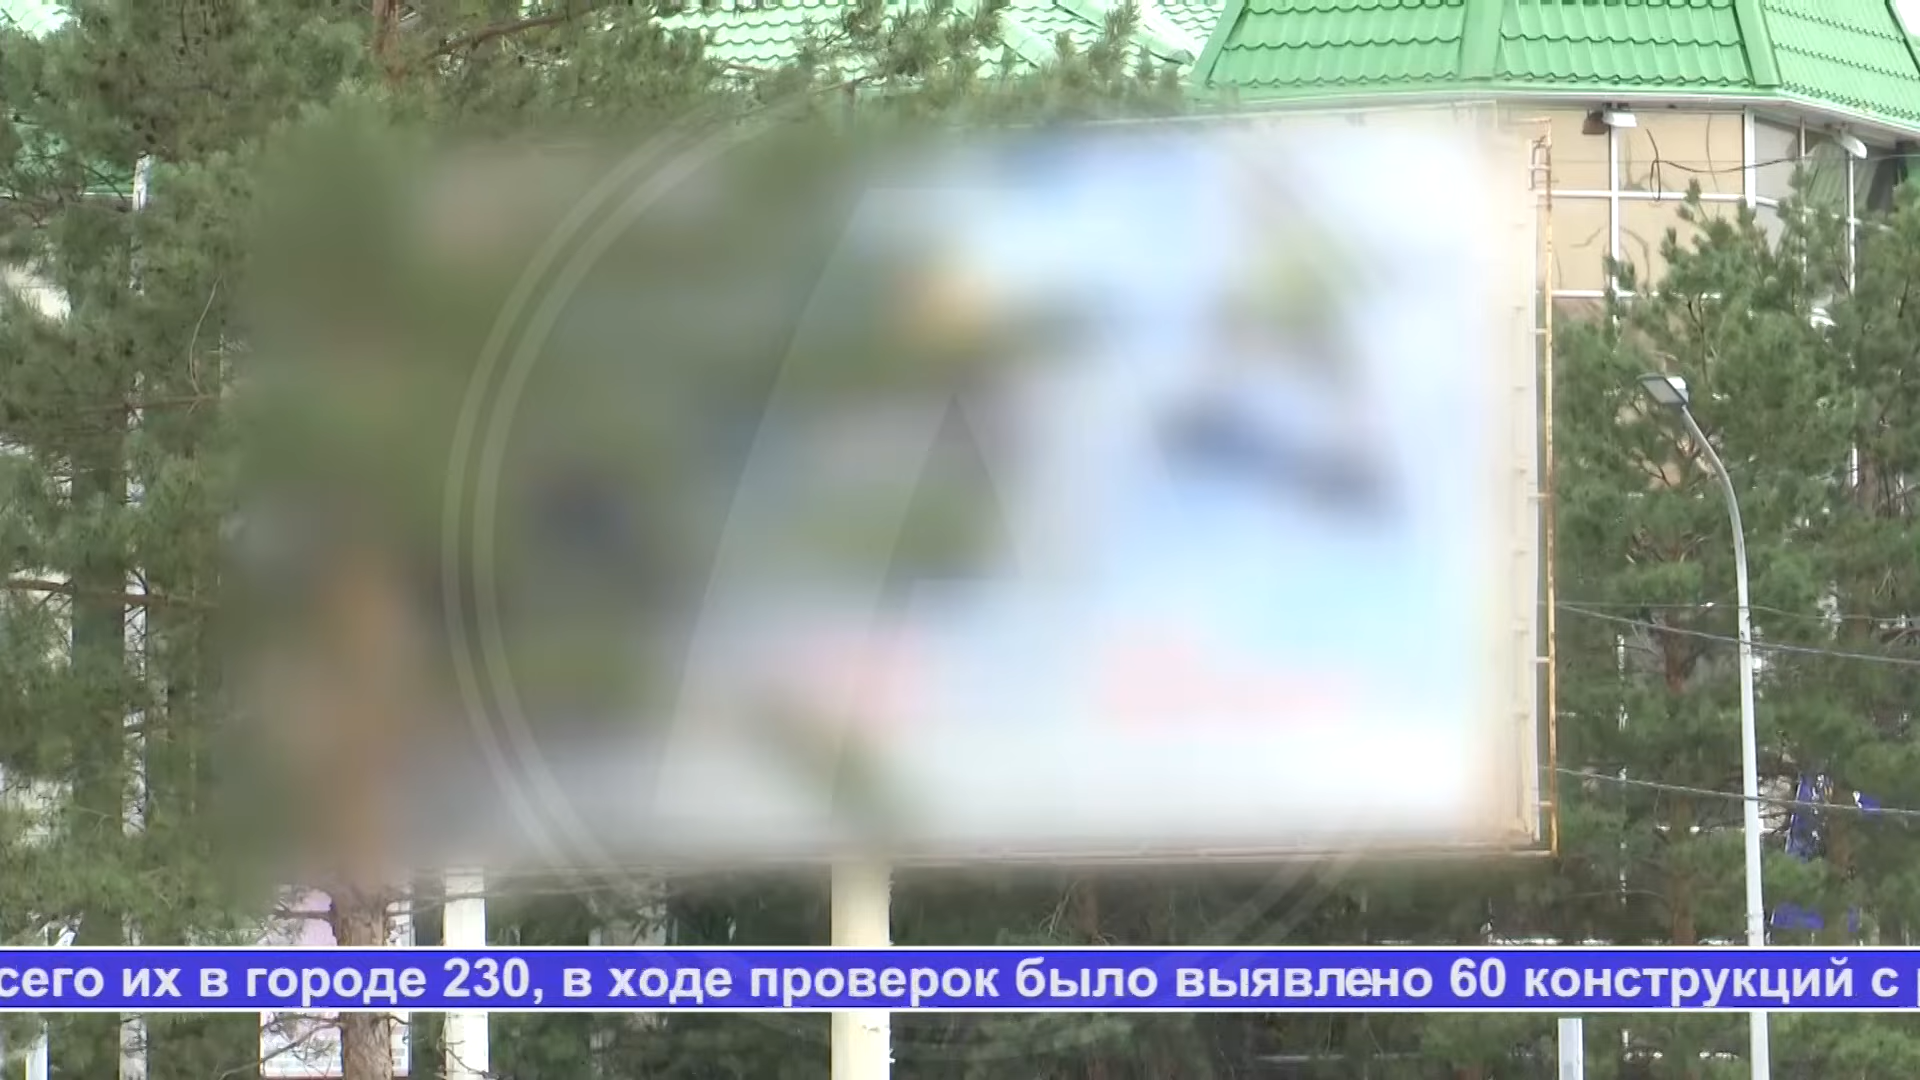 сего их в городе 230, в ходе проверок было выявлено 60 конструкций с